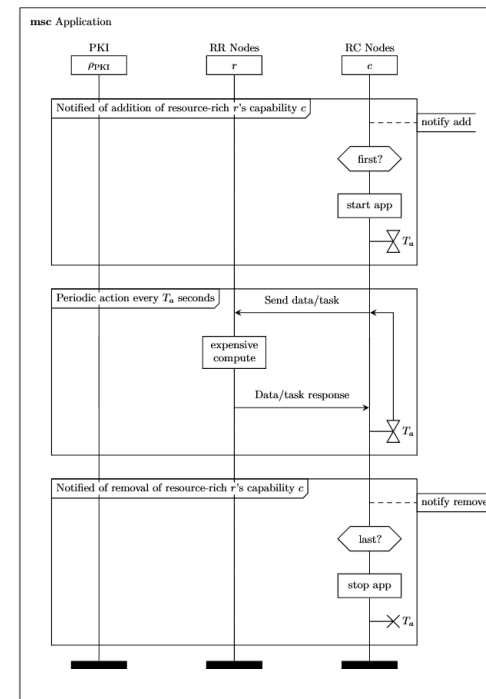 msc Application
PKI RR Nodes RC Nodes
ρPKI r c
Notified of addition of resource-rich r's capability c
notify add
first?
start app
Tₐ
Periodic action every Tₐ seconds
Send data/task
expensive
compute
Data/task response
Tₐ
Notified of removal of resource-rich r's capability c
notify remove
last?
stop app
Tₐ